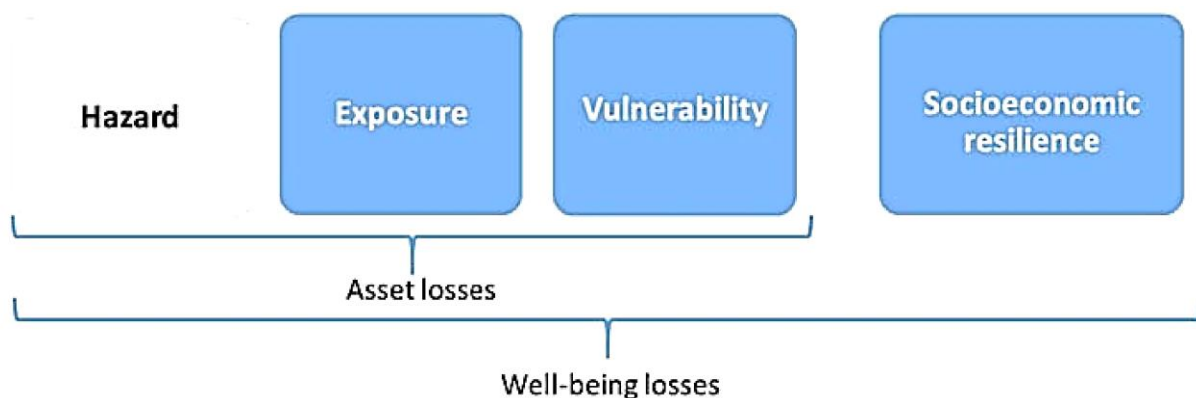 Hazard
Exposure
Vulnerability
Socioeconomic
resilience
Asset losses
Well-being losses